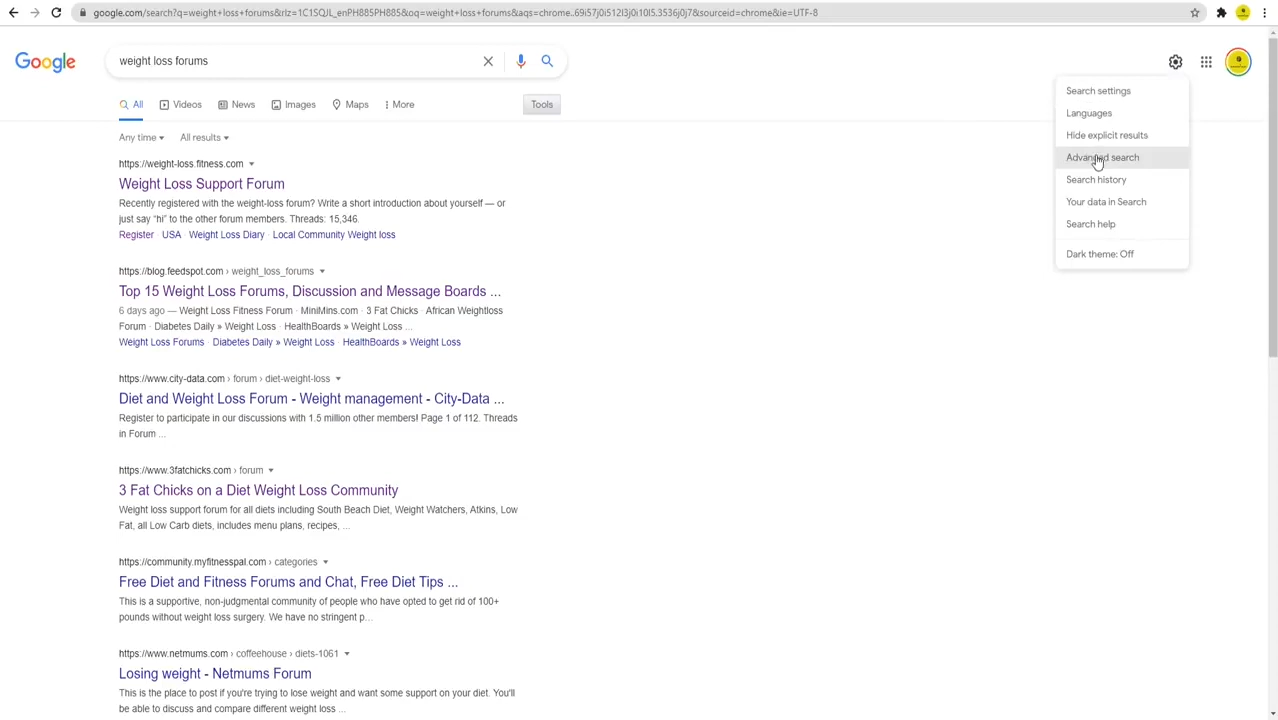 google.com/search?q=weight+loss+forums&rlz=1C1SQJL_enPH885PH885&oq=weight+loss+forums&aqs=chrome..69i57j0i512l3j0i10l5.3536j0j7&sourceid=chrome&ie=UTF-8
Google
weight loss forums
All Videos News Images Maps More Tools
Any time All results
Search settings
Languages
Hide explicit results
Advanced search
Search history
Your data in Search
Search help
Dark theme: Off
https://weight-loss.fitness.com
Weight Loss Support Forum
Recently registered with the weight-loss forum? Write a short introduction about yourself — or
just say "hi" to the other forum members. Threads: 15,346.
Register USA · Weight Loss Diary · Local Community Weight loss
https://blog.feedspot.com › weight_loss_forums
Top 15 Weight Loss Forums, Discussion and Message Boards ...
6 days ago — Weight Loss Fitness Forum · MiniMins.com · 3 Fat Chicks · African Weightloss
Forum · Diabetes Daily » Weight Loss · HealthBoards » Weight Loss ...
Weight Loss Forums · Diabetes Daily » Weight Loss · HealthBoards » Weight Loss
https://www.city-data.com › forum › diet-weight-loss
Diet and Weight Loss Forum - Weight management - City-Data ...
Register to participate in our discussions with 1.5 million other members! Page 1 of 112. Threads
in Forum ...
https://www.3fatchicks.com › forum
3 Fat Chicks on a Diet Weight Loss Community
Weight loss support forum for all diets including South Beach Diet, Weight Watchers, Atkins, Low
Fat, all Low Carb diets, includes menu plans, recipes, ...
https://community.myfitnesspal.com › categories
Free Diet and Fitness Forums and Chat, Free Diet Tips ...
This is a supportive, non-judgmental community of people who have opted to get rid of 100+
pounds without weight loss surgery. We have no stringent p...
https://www.netmums.com › coffeehouse › diets-1061
Losing weight - Netmums Forum
This is the place to post if you're trying to lose weight and want some support on your diet. You'll
be able to discuss and compare different weight loss ...